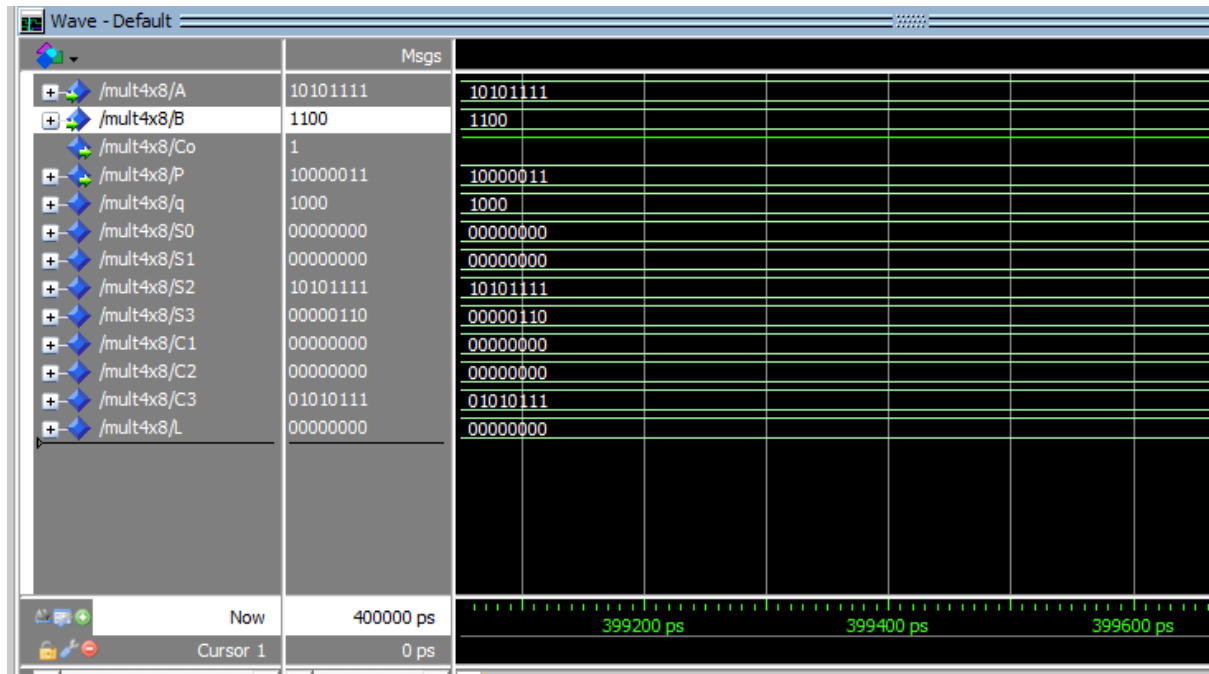 Wave - Default
Msgs
/mult4x8/A 10101111 10101111
/mult4x8/B 1100 1100
/mult4x8/Co 1
/mult4x8/P 10000011 10000011
/mult4x8/q 1000 1000
/mult4x8/S0 00000000 00000000
/mult4x8/S1 00000000 00000000
/mult4x8/S2 10101111 10101111
/mult4x8/S3 00000110 00000110
/mult4x8/C1 00000000 00000000
/mult4x8/C2 00000000 00000000
/mult4x8/C3 01010111 01010111
/mult4x8/L 00000000 00000000
Now 400000 ps 399200 ps 399400 ps 399600 ps
Cursor 1 0 ps